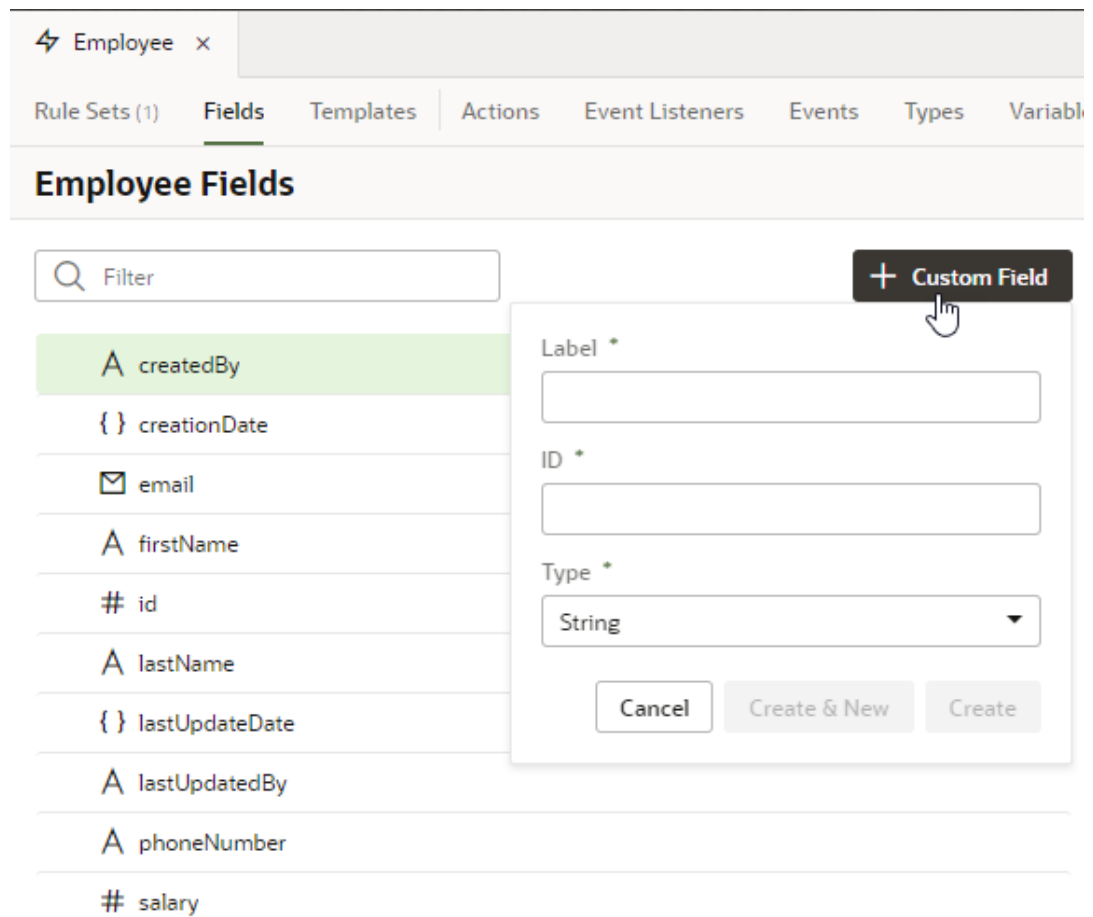 Employee ×
Rule Sets (1) Fields Templates Actions Event Listeners Events Types Variabl
Employee Fields
Filter
+ Custom Field
createdBy
{ } creationDate
email
firstName
# id
lastName
{ } lastUpdateDate
lastUpdatedBy
phoneNumber
# salary
Label *
ID *
Type *
String
Cancel Create & New Create